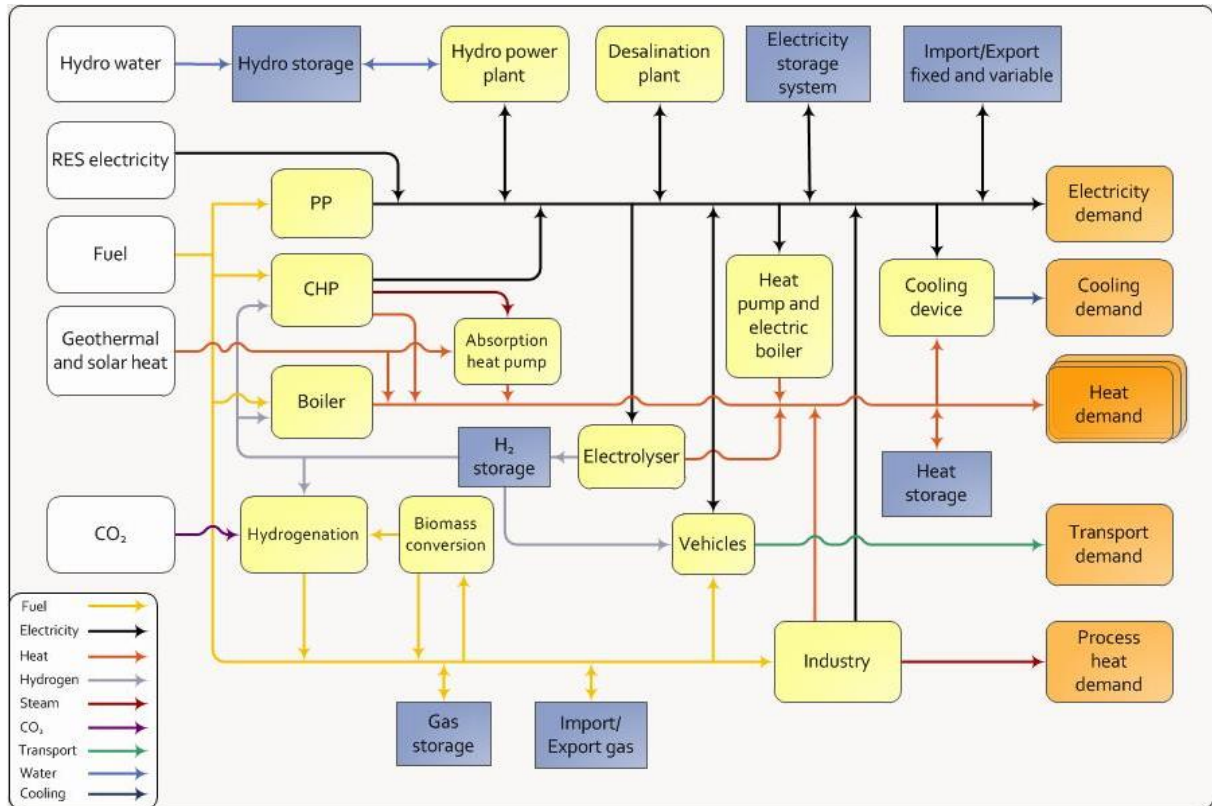 Hydro water
Hydro storage
Hydro power
plant
Desalination
plant
Electricity
storage
system
Import/Export
fixed and variable
RES electricity
PP
Electricity
demand
Fuel
CHP
Heat
pump and
electric
boiler
Cooling
device
Cooling
demand
Geothermal
and solar heat
Absorption
heat pump
Boiler
Heat
demand
H₂
storage
Electrolyser
Heat
storage
CO₂
Hydrogenation
Biomass
conversion
Vehicles
Transport
demand
Fuel
Electricity
Heat
Hydrogen
Steam
CO₂
Transport
Water
Cooling
Industry
Process
heat
demand
Gas
storage
Import/
Export gas